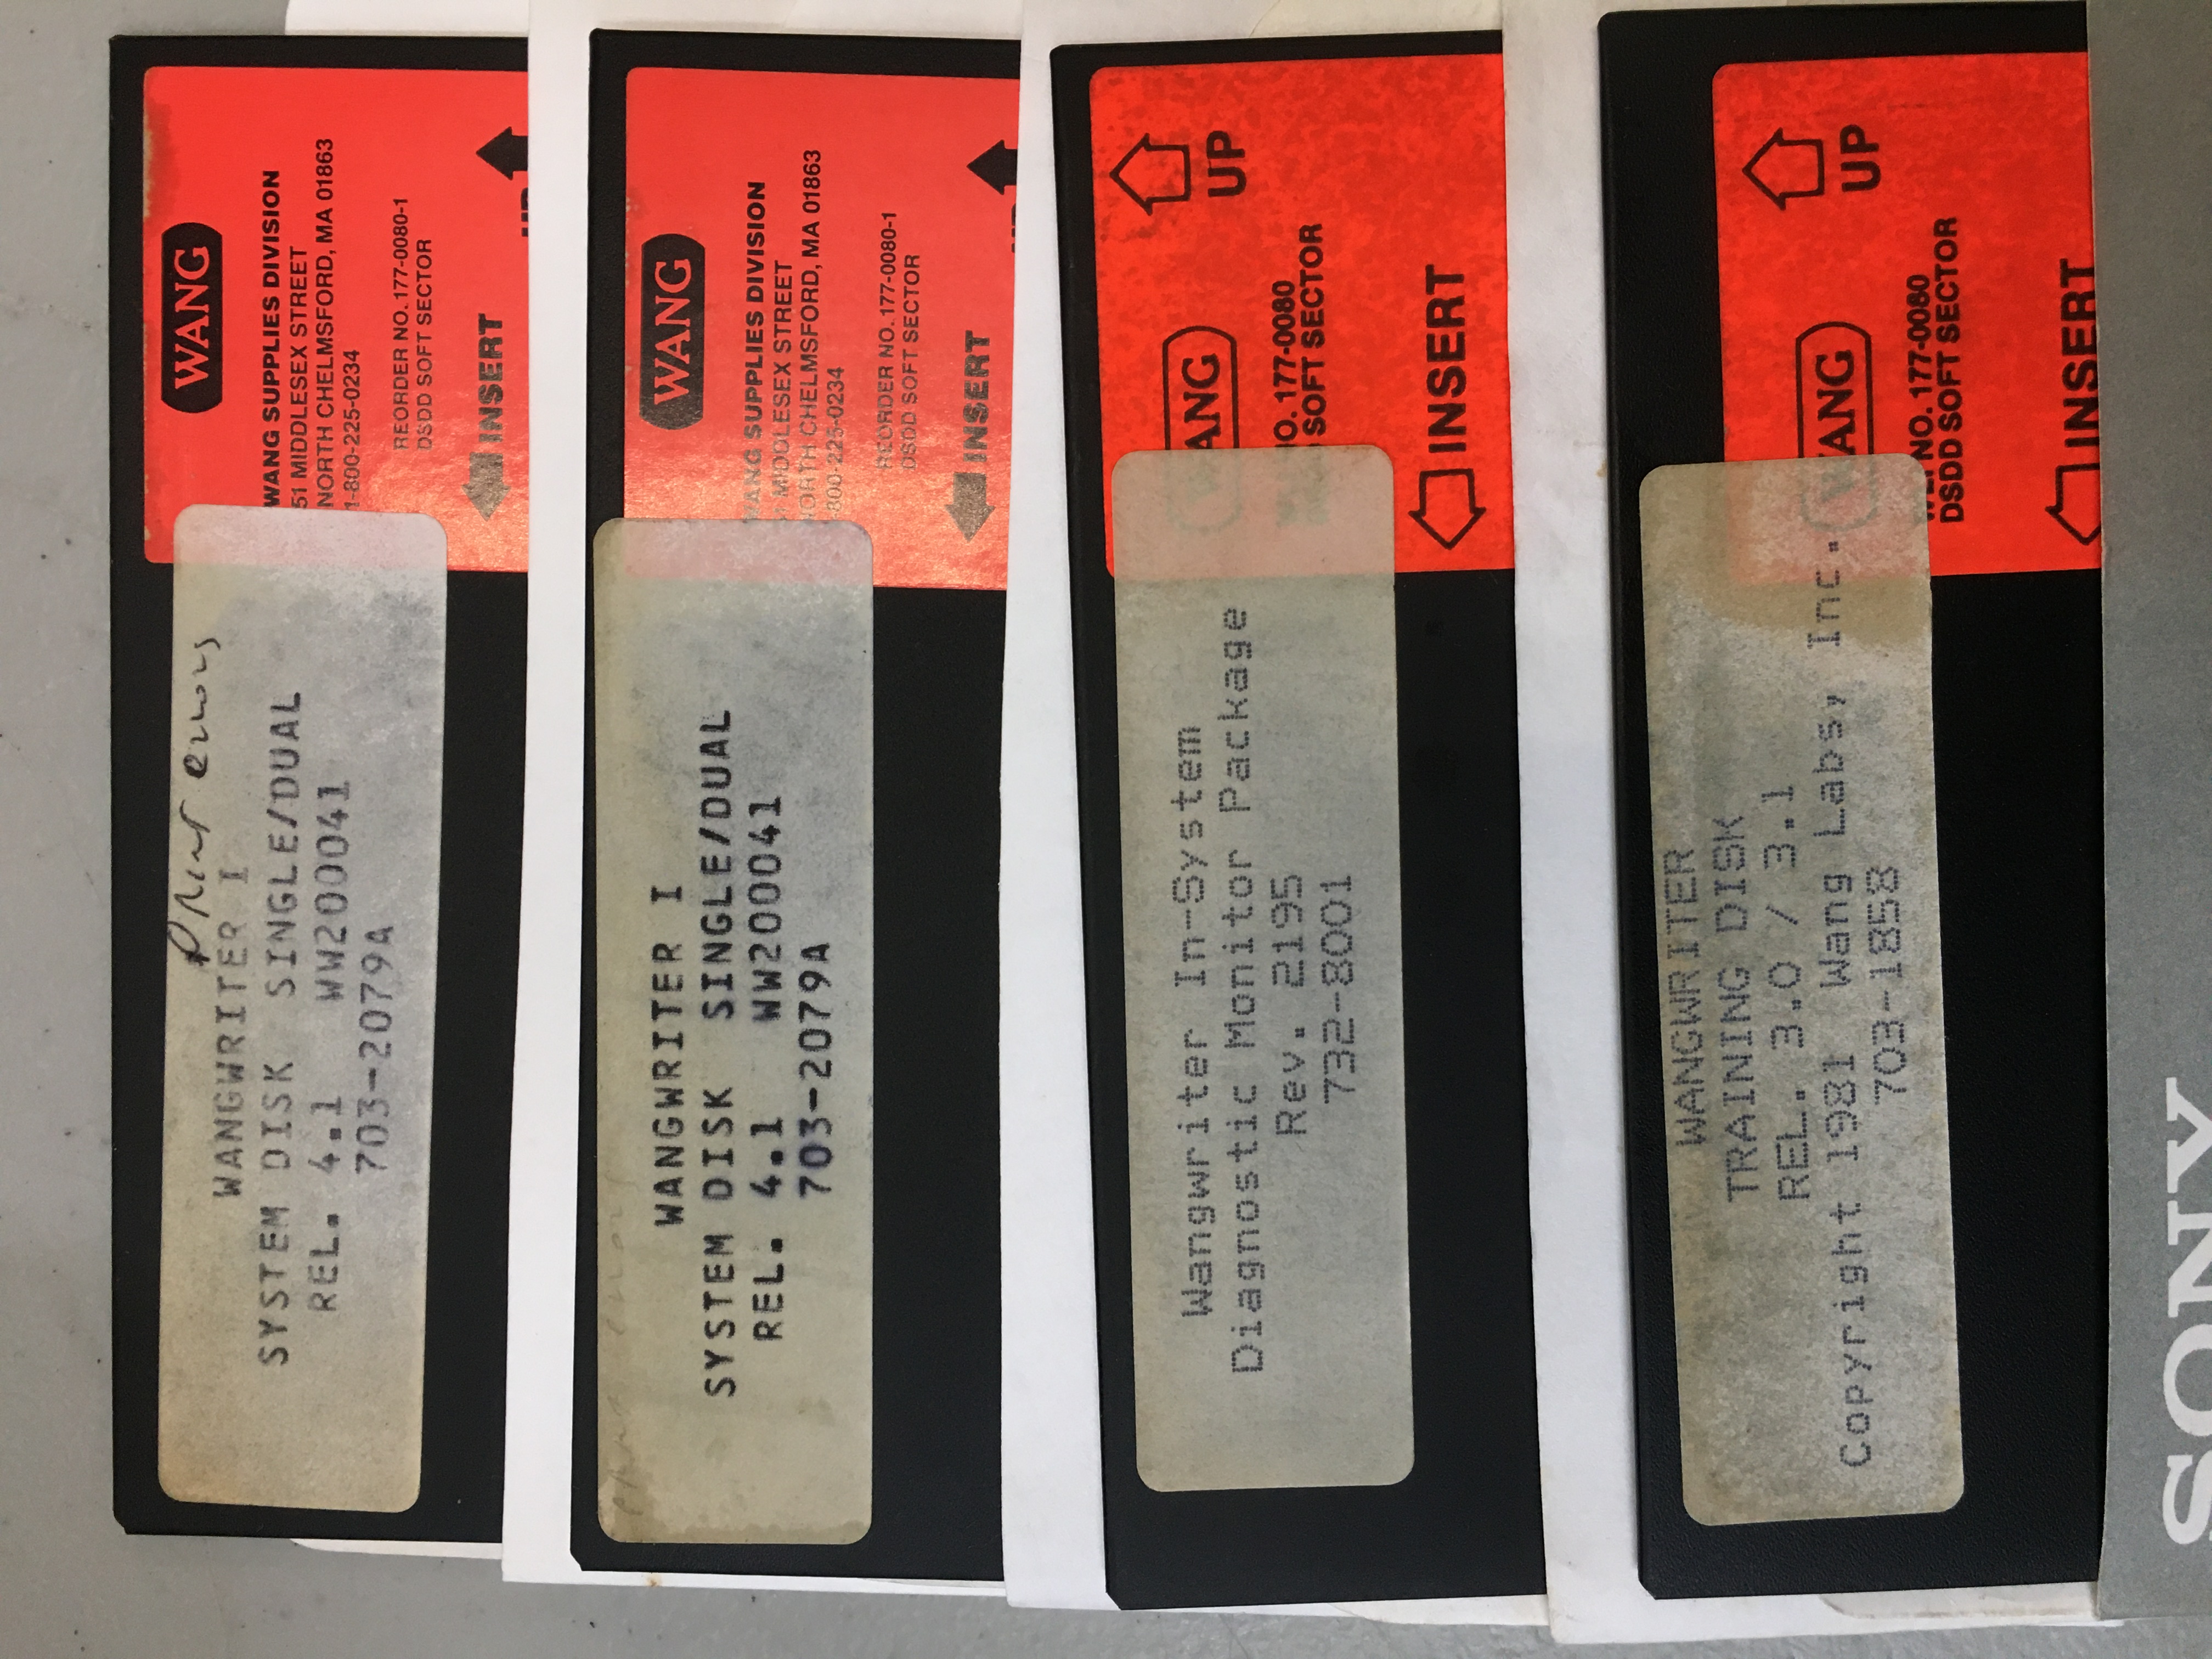 Print errors
WANGWRITER I
SYSTEM DISK SINGLE/DUAL
REL. 4.1 WW200041
703-2079A
WANG
WANG SUPPLIES DIVISION
51 MIDDLESEX STREET
NORTH CHELMSFORD, MA 01863
1-800-225-0234
REORDER NO. 177-0080-1
DSDD SOFT SECTOR
INSERT
UP
print errors
WANGWRITER I
SYSTEM DISK SINGLE/DUAL
REL. 4.1 WW200041
703-2079A
WANG
WANG SUPPLIES DIVISION
51 MIDDLESEX STREET
NORTH CHELMSFORD, MA 01863
-800-225-0234
REORDER NO. 177-0080-1
DSDD SOFT SECTOR
INSERT
UP
Wangwriter In-System
Diagnostic Monitor Package
Rev. 2195
732-8001
WANG
UP
NO. 177-0080
SOFT SECTOR
INSERT
WANGWRITER
TRAINING DISK
REL. 3.0 / 3.1
Copyright 1981 Wang Labs, Inc.
703-1858
WANG
UP
WLI NO. 177-0080
DSDD SOFT SECTOR
INSERT
SONY